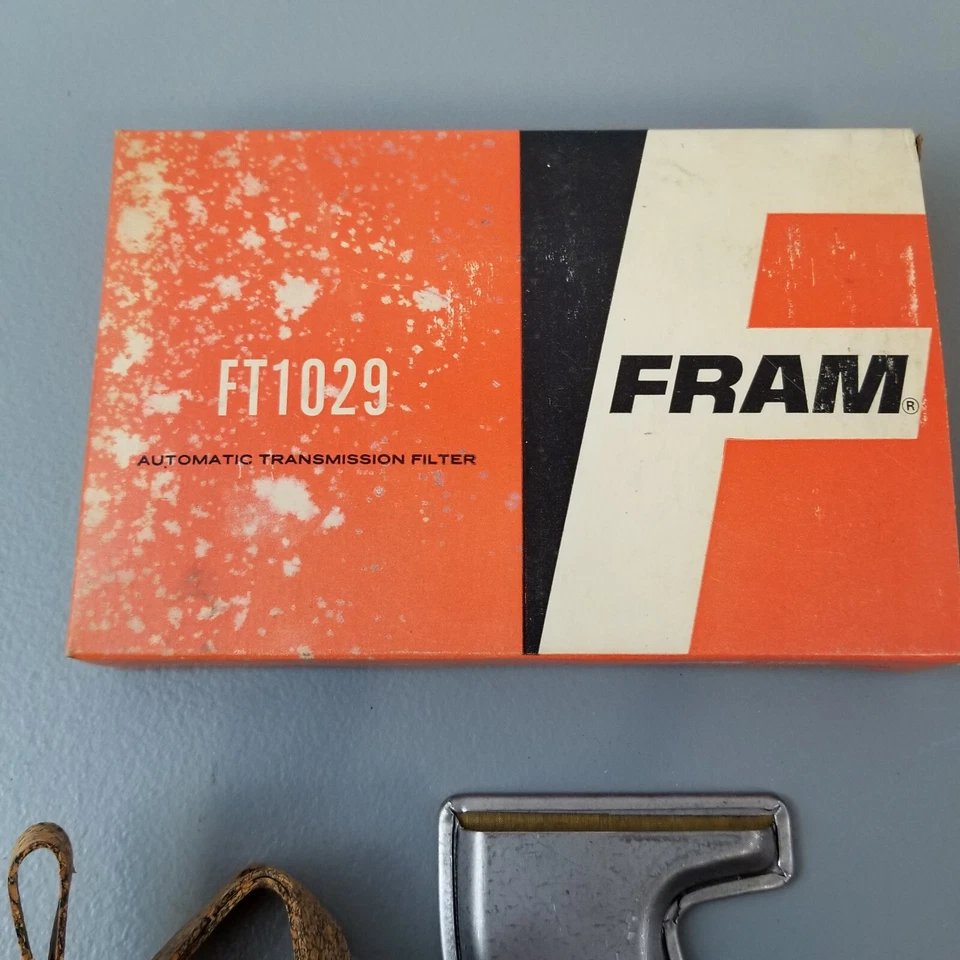 FT1029
AUTOMATIC TRANSMISSION FILTER
FRAM®